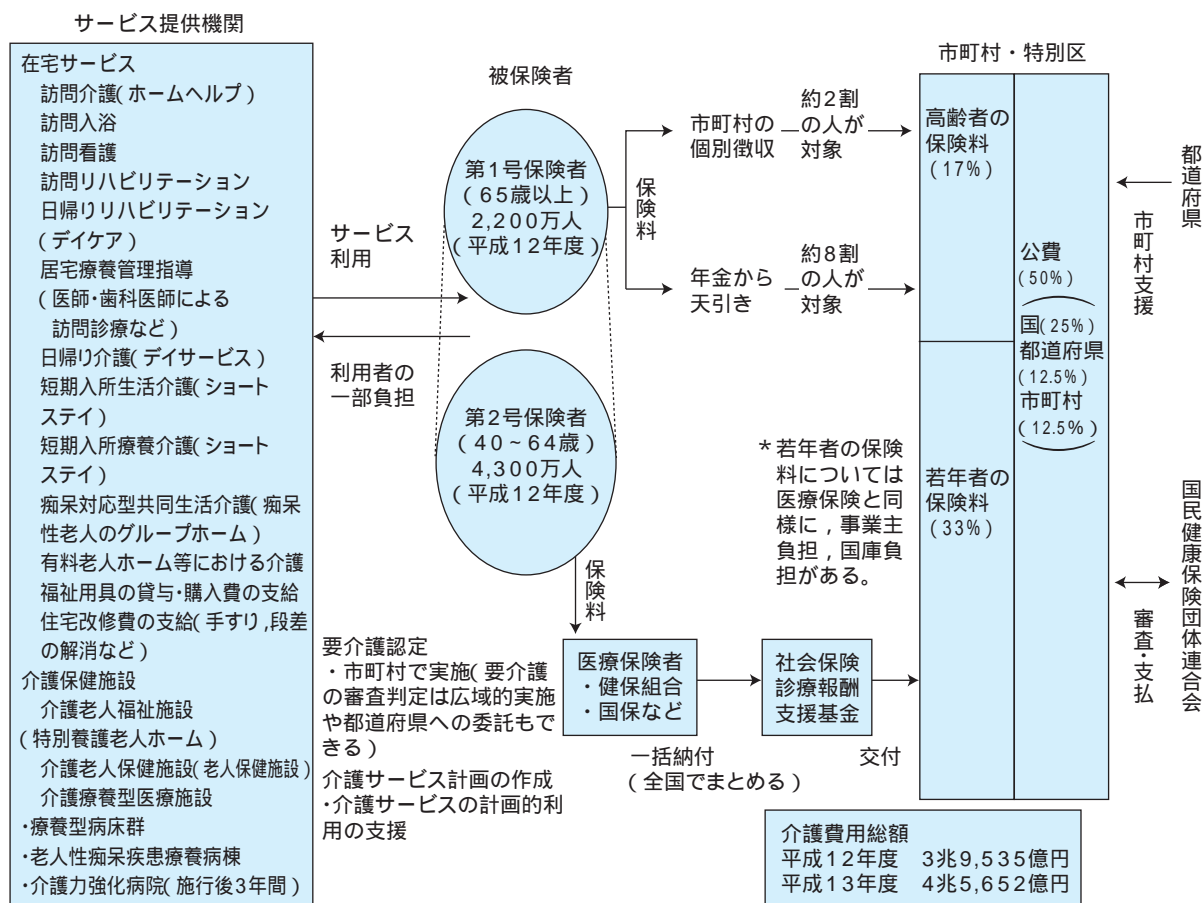 サービス提供機関
在宅サービス
訪問介護(ホームヘルプ)
訪問入浴
訪問看護
訪問リハビリテーション
日帰りリハビリテーション
(デイケア)
居宅療養管理指導
(医師・歯科医師による
訪問診療など)
日帰り介護(デイサービス)
短期入所生活介護(ショート
ステイ)
短期入所療養介護(ショート
ステイ)
痴呆対応型共同生活介護(痴呆
性老人のグループホーム)
有料老人ホーム等における介護
福祉用具の貸与・購入費の支給
住宅改修費の支給(手すり,段差
の解消など)
介護保健施設
介護老人福祉施設
(特別養護老人ホーム)
介護老人保健施設(老人保健施設)
介護療養型医療施設
・療養型病床群
・老人性痴呆疾患療養病棟
・介護力強化病院(施行後3年間)
サービス
利用
利用者の
一部負担
要介護認定
・市町村で実施(要介護
の審査判定は広域的実施
や都道府県への委託もで
きる)
介護サービス計画の作成
・介護サービスの計画的利
用の支援
被保険者
第1号保険者
(65歳以上)
2,200万人
(平成12年度)
第2号保険者
(40~64歳)
4,300万人
(平成12年度)
保険料
市町村の
個別徴収
約2割
の人が
対象
年金から
天引き
約8割
の人が
対象
保険料
医療保険者
・健保組合
・国保など
一括納付
(全国でまとめる)
社会保険
診療報酬
支援基金
交付
*若年者の保険
料については
医療保険と同
様に,事業主
負担,国庫負
担がある。
市町村・特別区
高齢者の
保険料
(17%)
若年者の
保険料
(33%)
公費
(50%)
国(25%)
都道府県
(12.5%)
市町村
(12.5%)
都道府県
市町村支援
国民健康保険団体連合会
審査・支払
介護費用総額
平成12年度 3兆9,535億円
平成13年度 4兆5,652億円